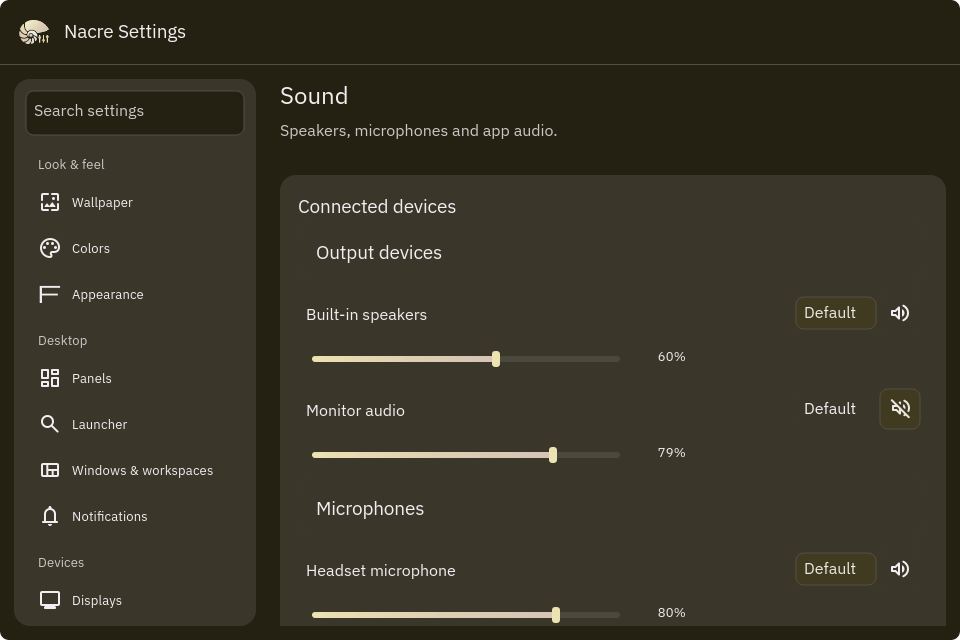 Nacre Settings
Search settings
Look & feel
Wallpaper
Colors
Appearance
Desktop
Panels
Launcher
Windows & workspaces
Notifications
Devices
Displays
Sound
Speakers, microphones and app audio.
Connected devices
Output devices
Built-in speakers
Default
60%
Monitor audio
Default
79%
Microphones
Headset microphone
Default
80%